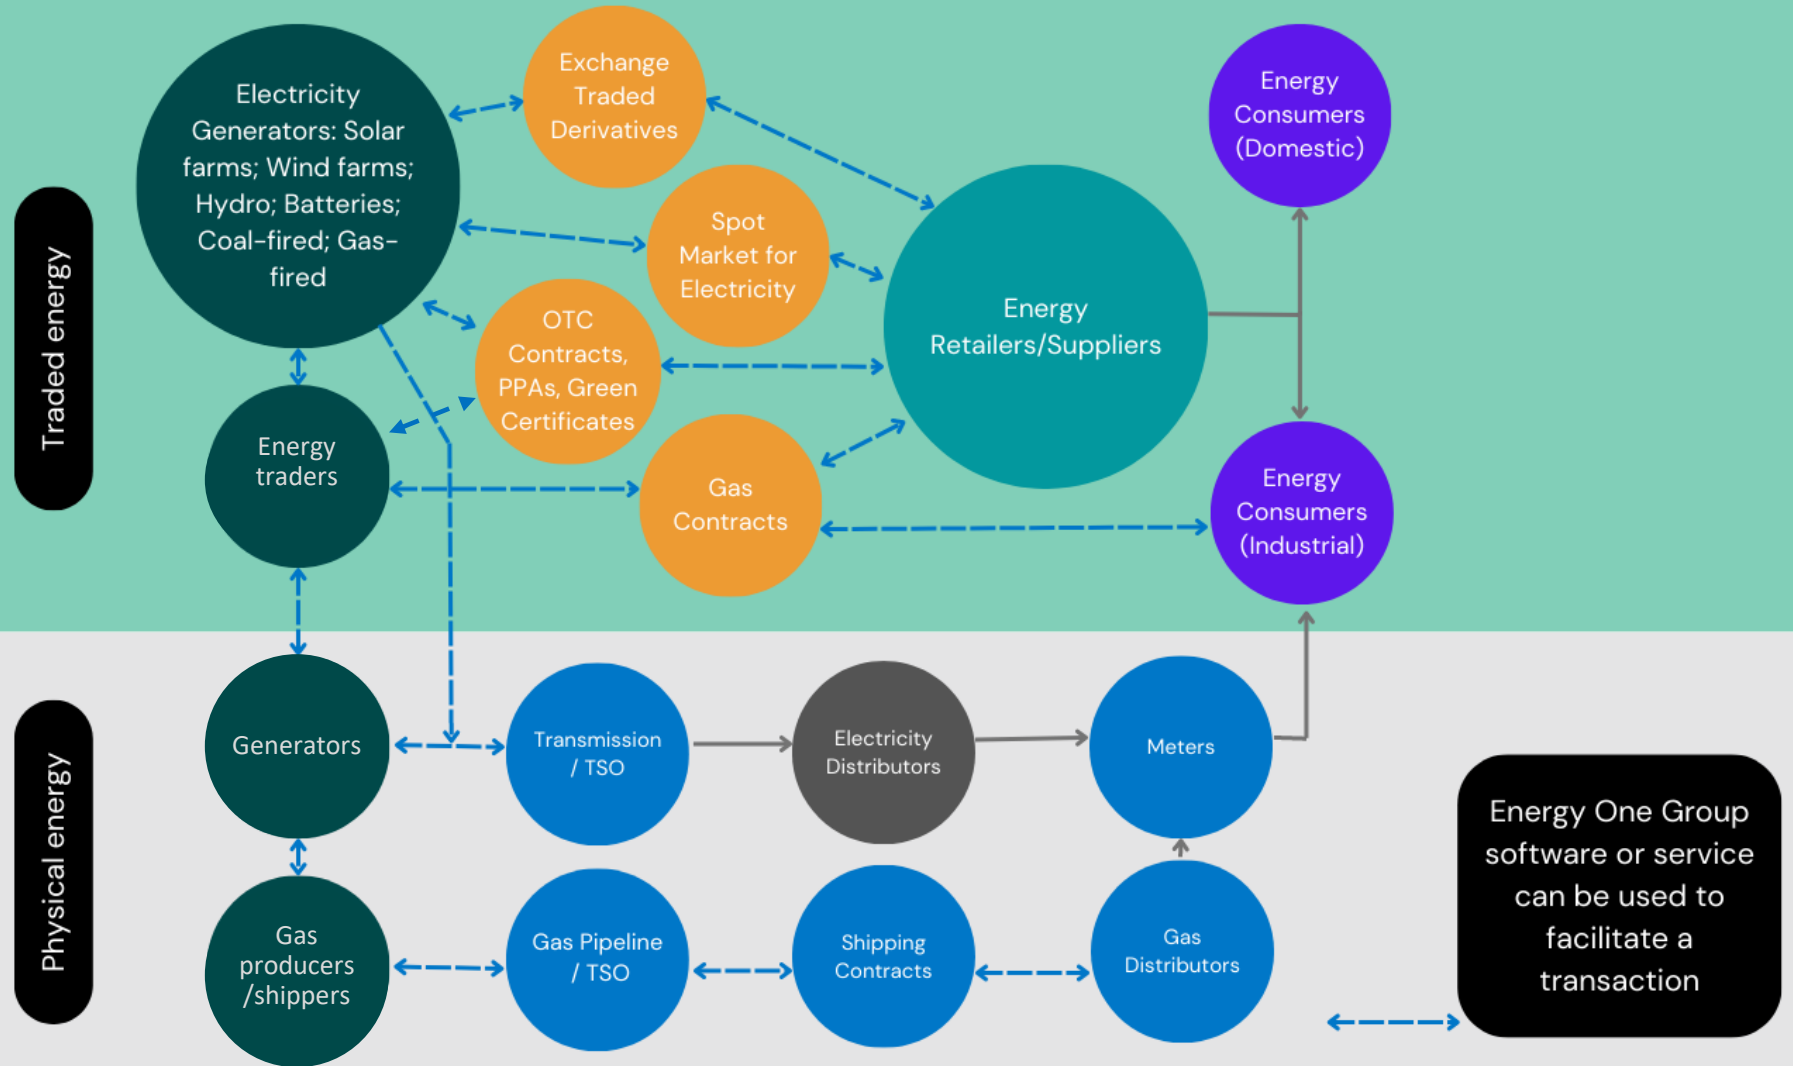 Traded energy
Electricity
Generators: Solar
farms; Wind farms;
Hydro; Batteries;
Coal-fired; Gas-
fired
Exchange
Traded
Derivatives
Spot
Market for
Electricity
OTC
Contracts,
PPAs, Green
Certificates
Energy
traders
Gas
Contracts
Energy
Retailers/Suppliers
Energy
Consumers
(Domestic)
Energy
Consumers
(Industrial)
Physical energy
Generators
Transmission
/ TSO
Electricity
Distributors
Meters
Gas
producers
/shippers
Gas Pipeline
/ TSO
Shipping
Contracts
Gas
Distributors
Energy One Group
software or service
can be used to
facilitate a
transaction